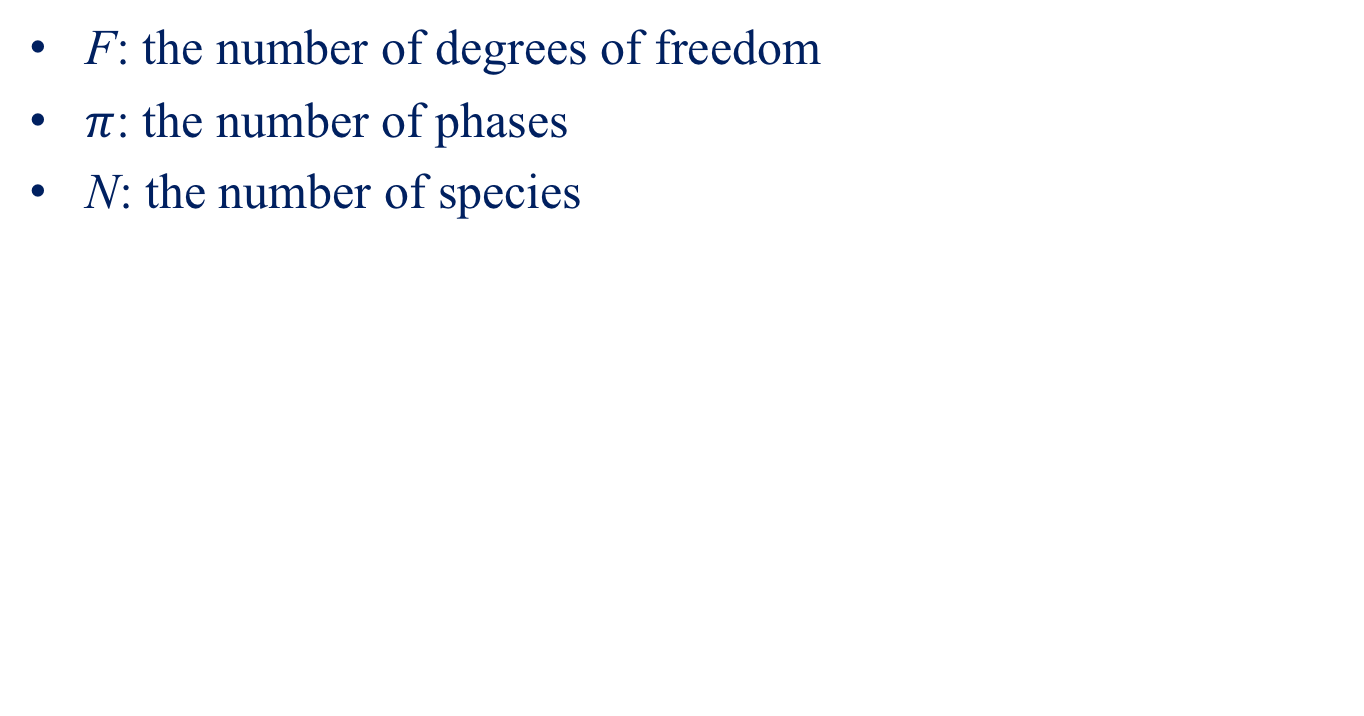 • F: the number of degrees of freedom
• π: the number of phases
• N: the number of species